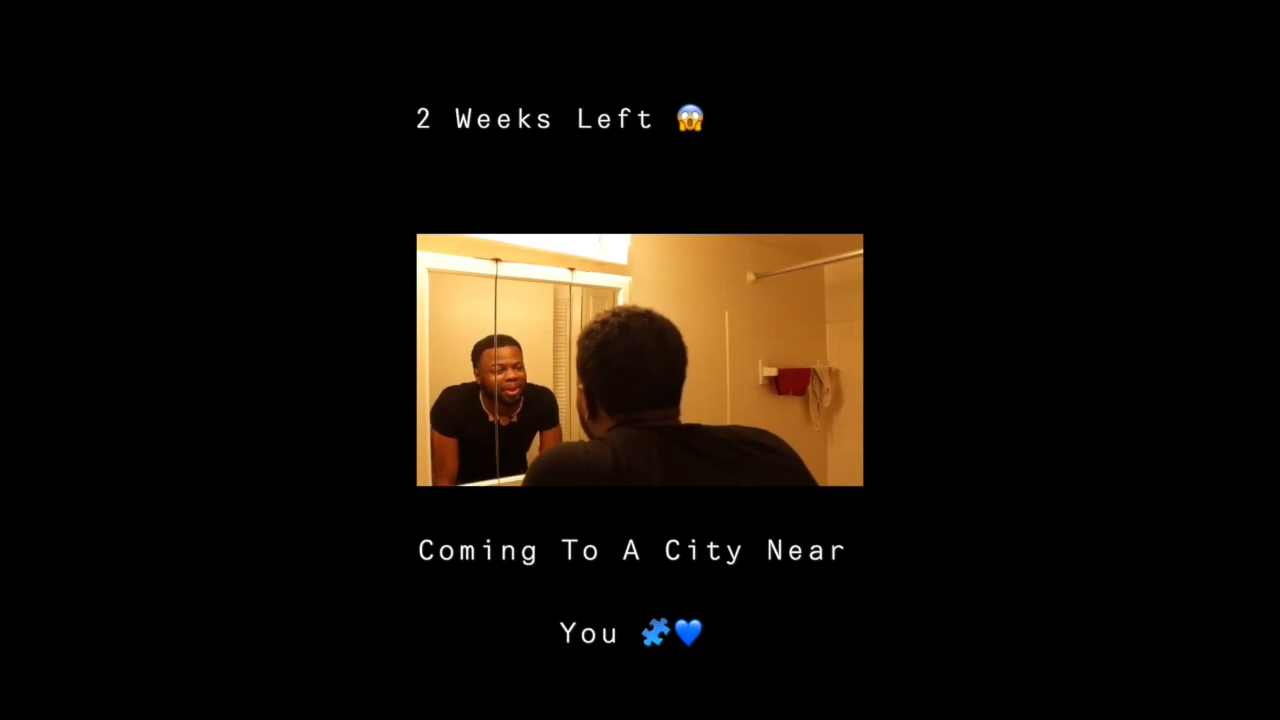 2 Weeks Left 😱
Coming To A City Near
You 🧩💙